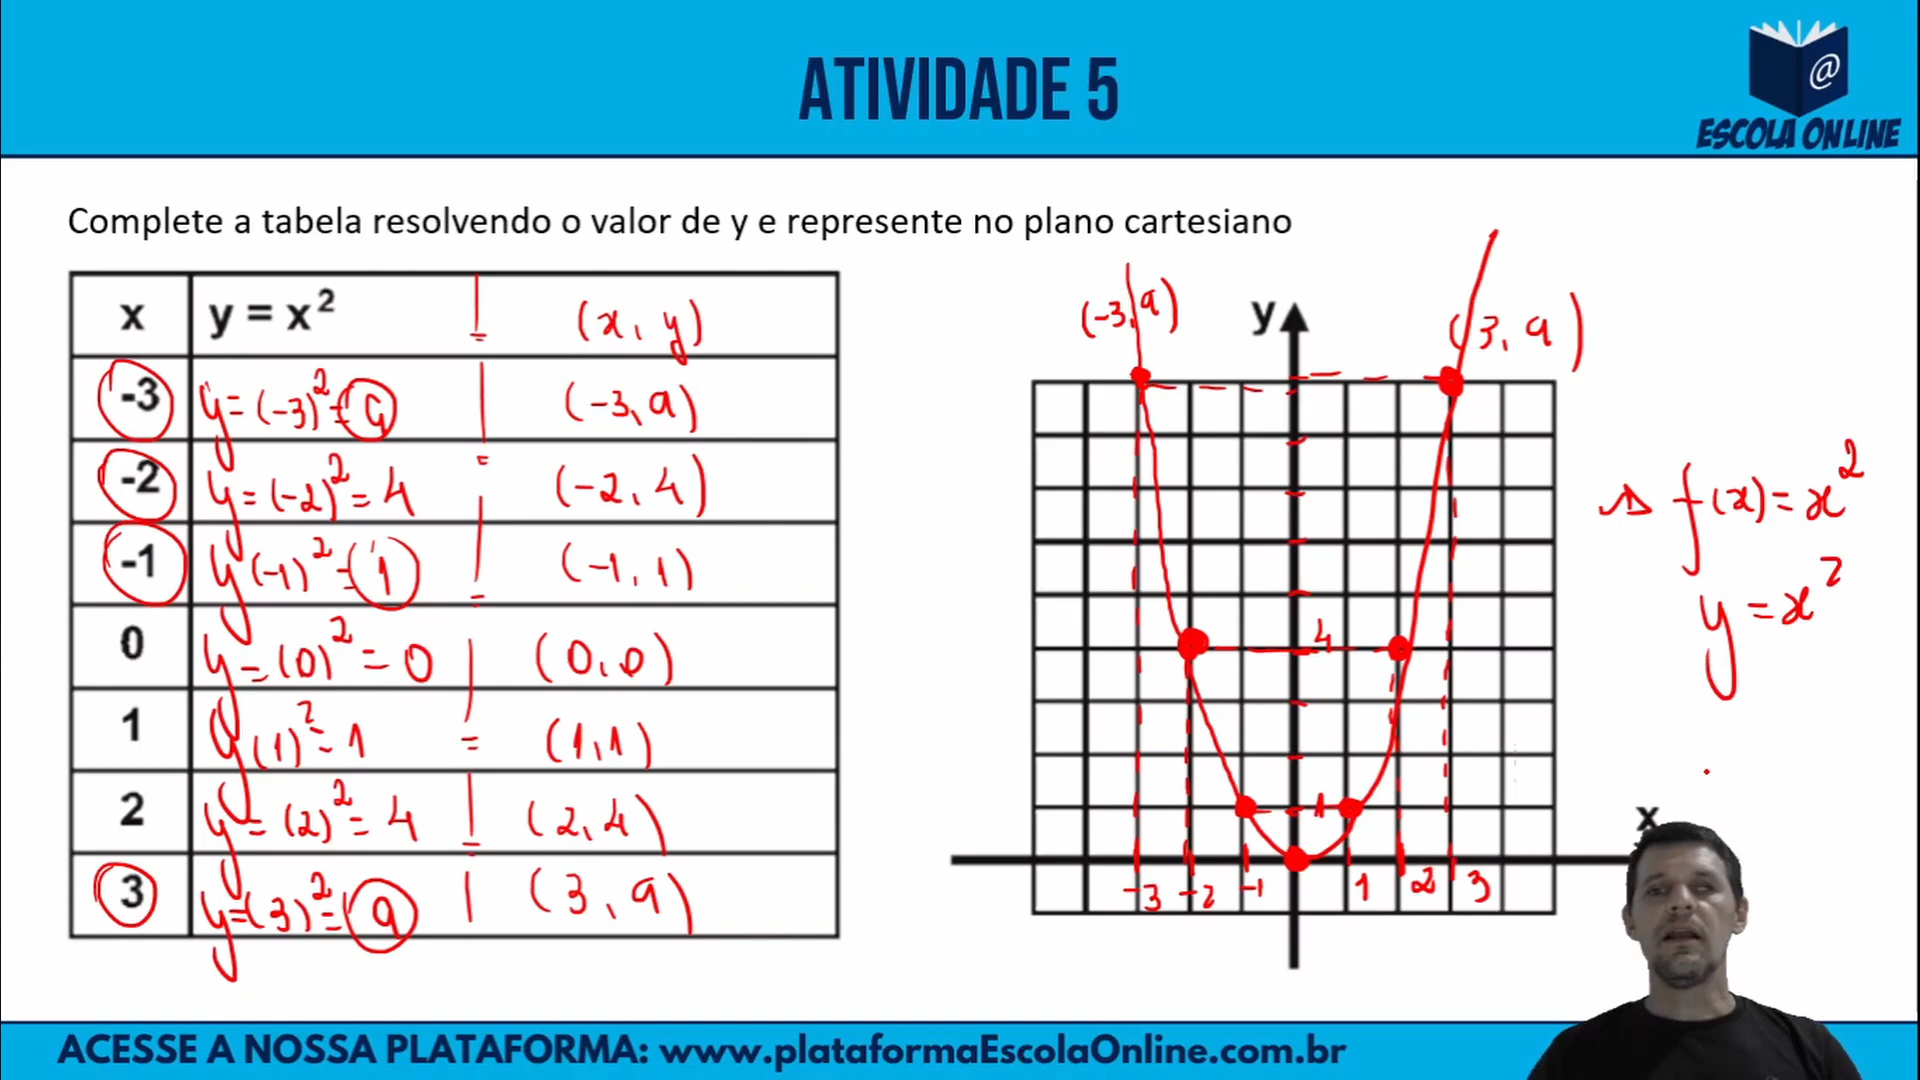 ATIVIDADE 5
@
ESCOLA ONLINE
Complete a tabela resolvendo o valor de y e represente no plano cartesiano
x y = x² (x, y)
-3 y = (-3)² = 9 (-3, 9)
-2 y = (-2)² = 4 (-2, 4)
-1 y (-1)² = 1 (-1, 1)
0 y = (0)² = 0 (0,0)
1 y (1)² = 1 (1,1)
2 y = (2)² = 4 (2,4)
3 y = (3)² = 9 (3, 9)
(-3, 9) y (3, 9)
4
1
x
-3 -2 -1 1 2 3
f(x) = x²
y = x²
ACESSE A NOSSA PLATAFORMA: www.plataformaEscolaOnline.com.br